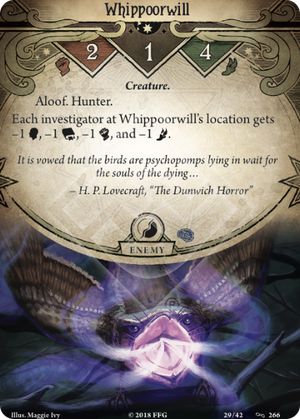 Whippoorwill
2 1 4
Creature.
Aloof. Hunter.
Each investigator at Whippoorwill's location gets
–1 , –1 , –1 , and –1 .
It is vowed that the birds are psychopomps lying in wait for
the souls of the dying…
– H. P. Lovecraft, "The Dunwich Horror"
ENEMY
Illus. Maggie Ivy © 2018 FFG 29/42 266